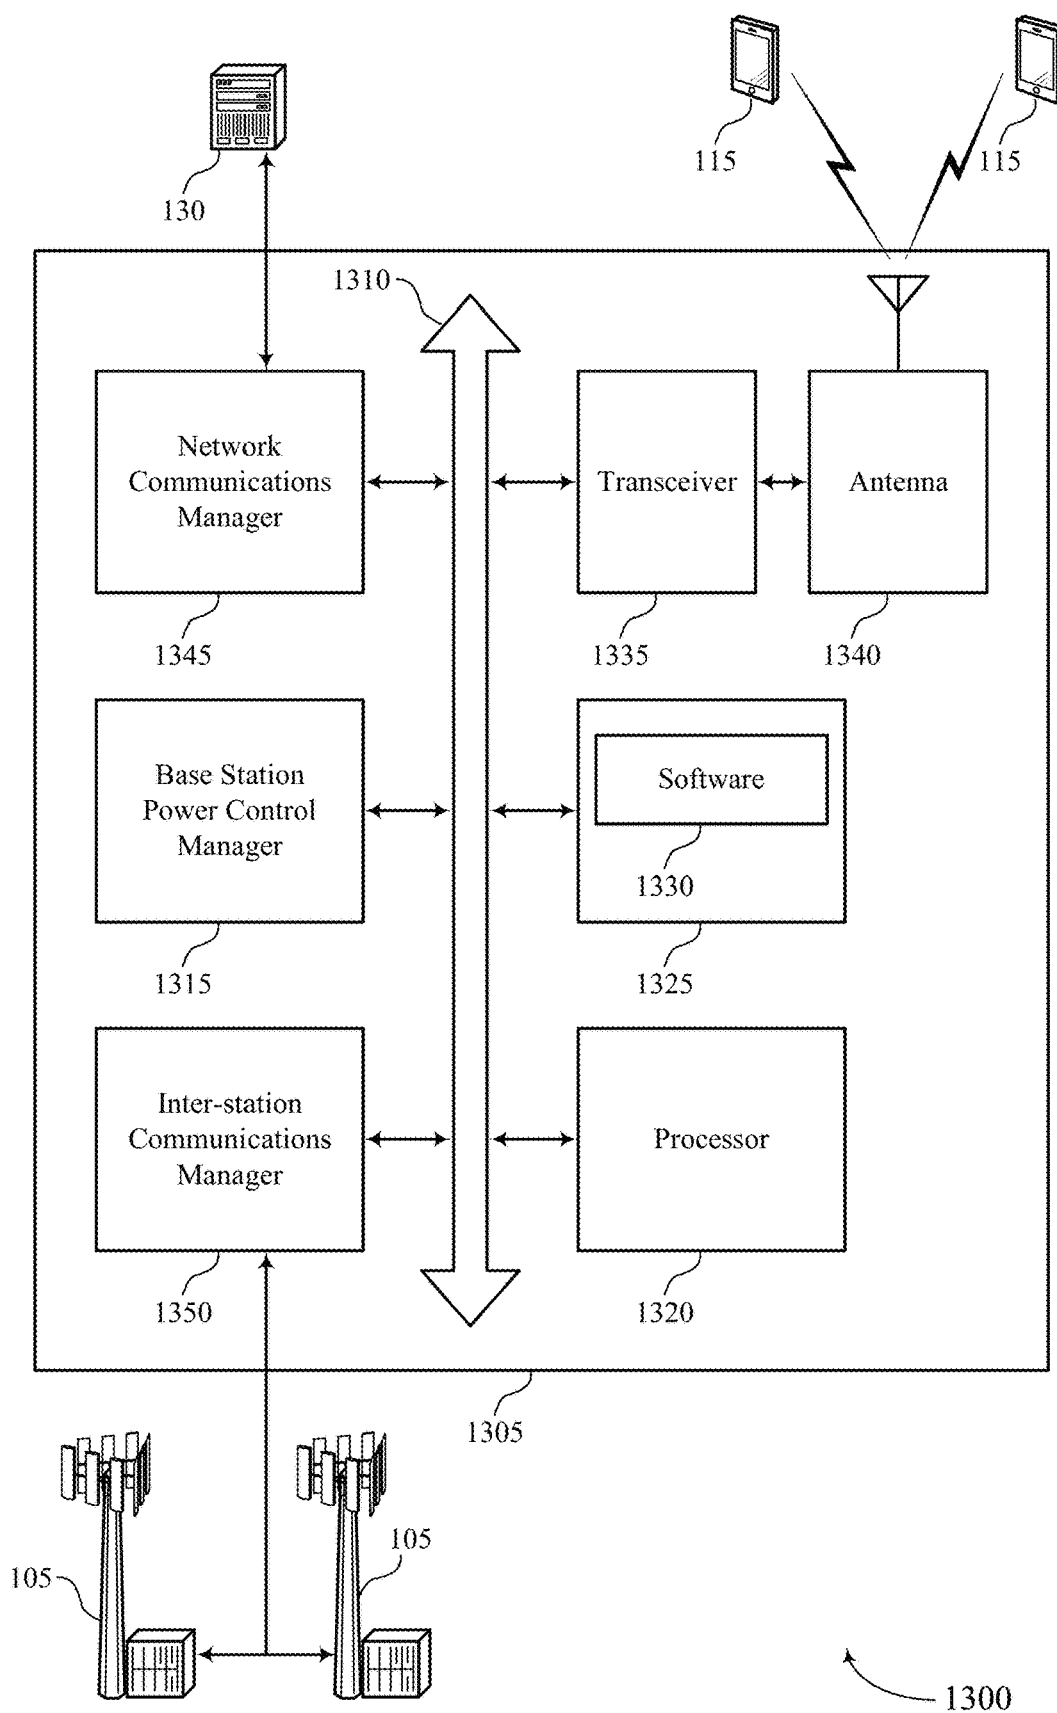 115
115
130
1310
Network
Communications
Manager
Transceiver
Antenna
1345
1335
1340
Base Station
Power Control
Manager
Software
1330
1315
1325
Inter-station
Communications
Manager
Processor
1350
1320
1305
105
105
1300